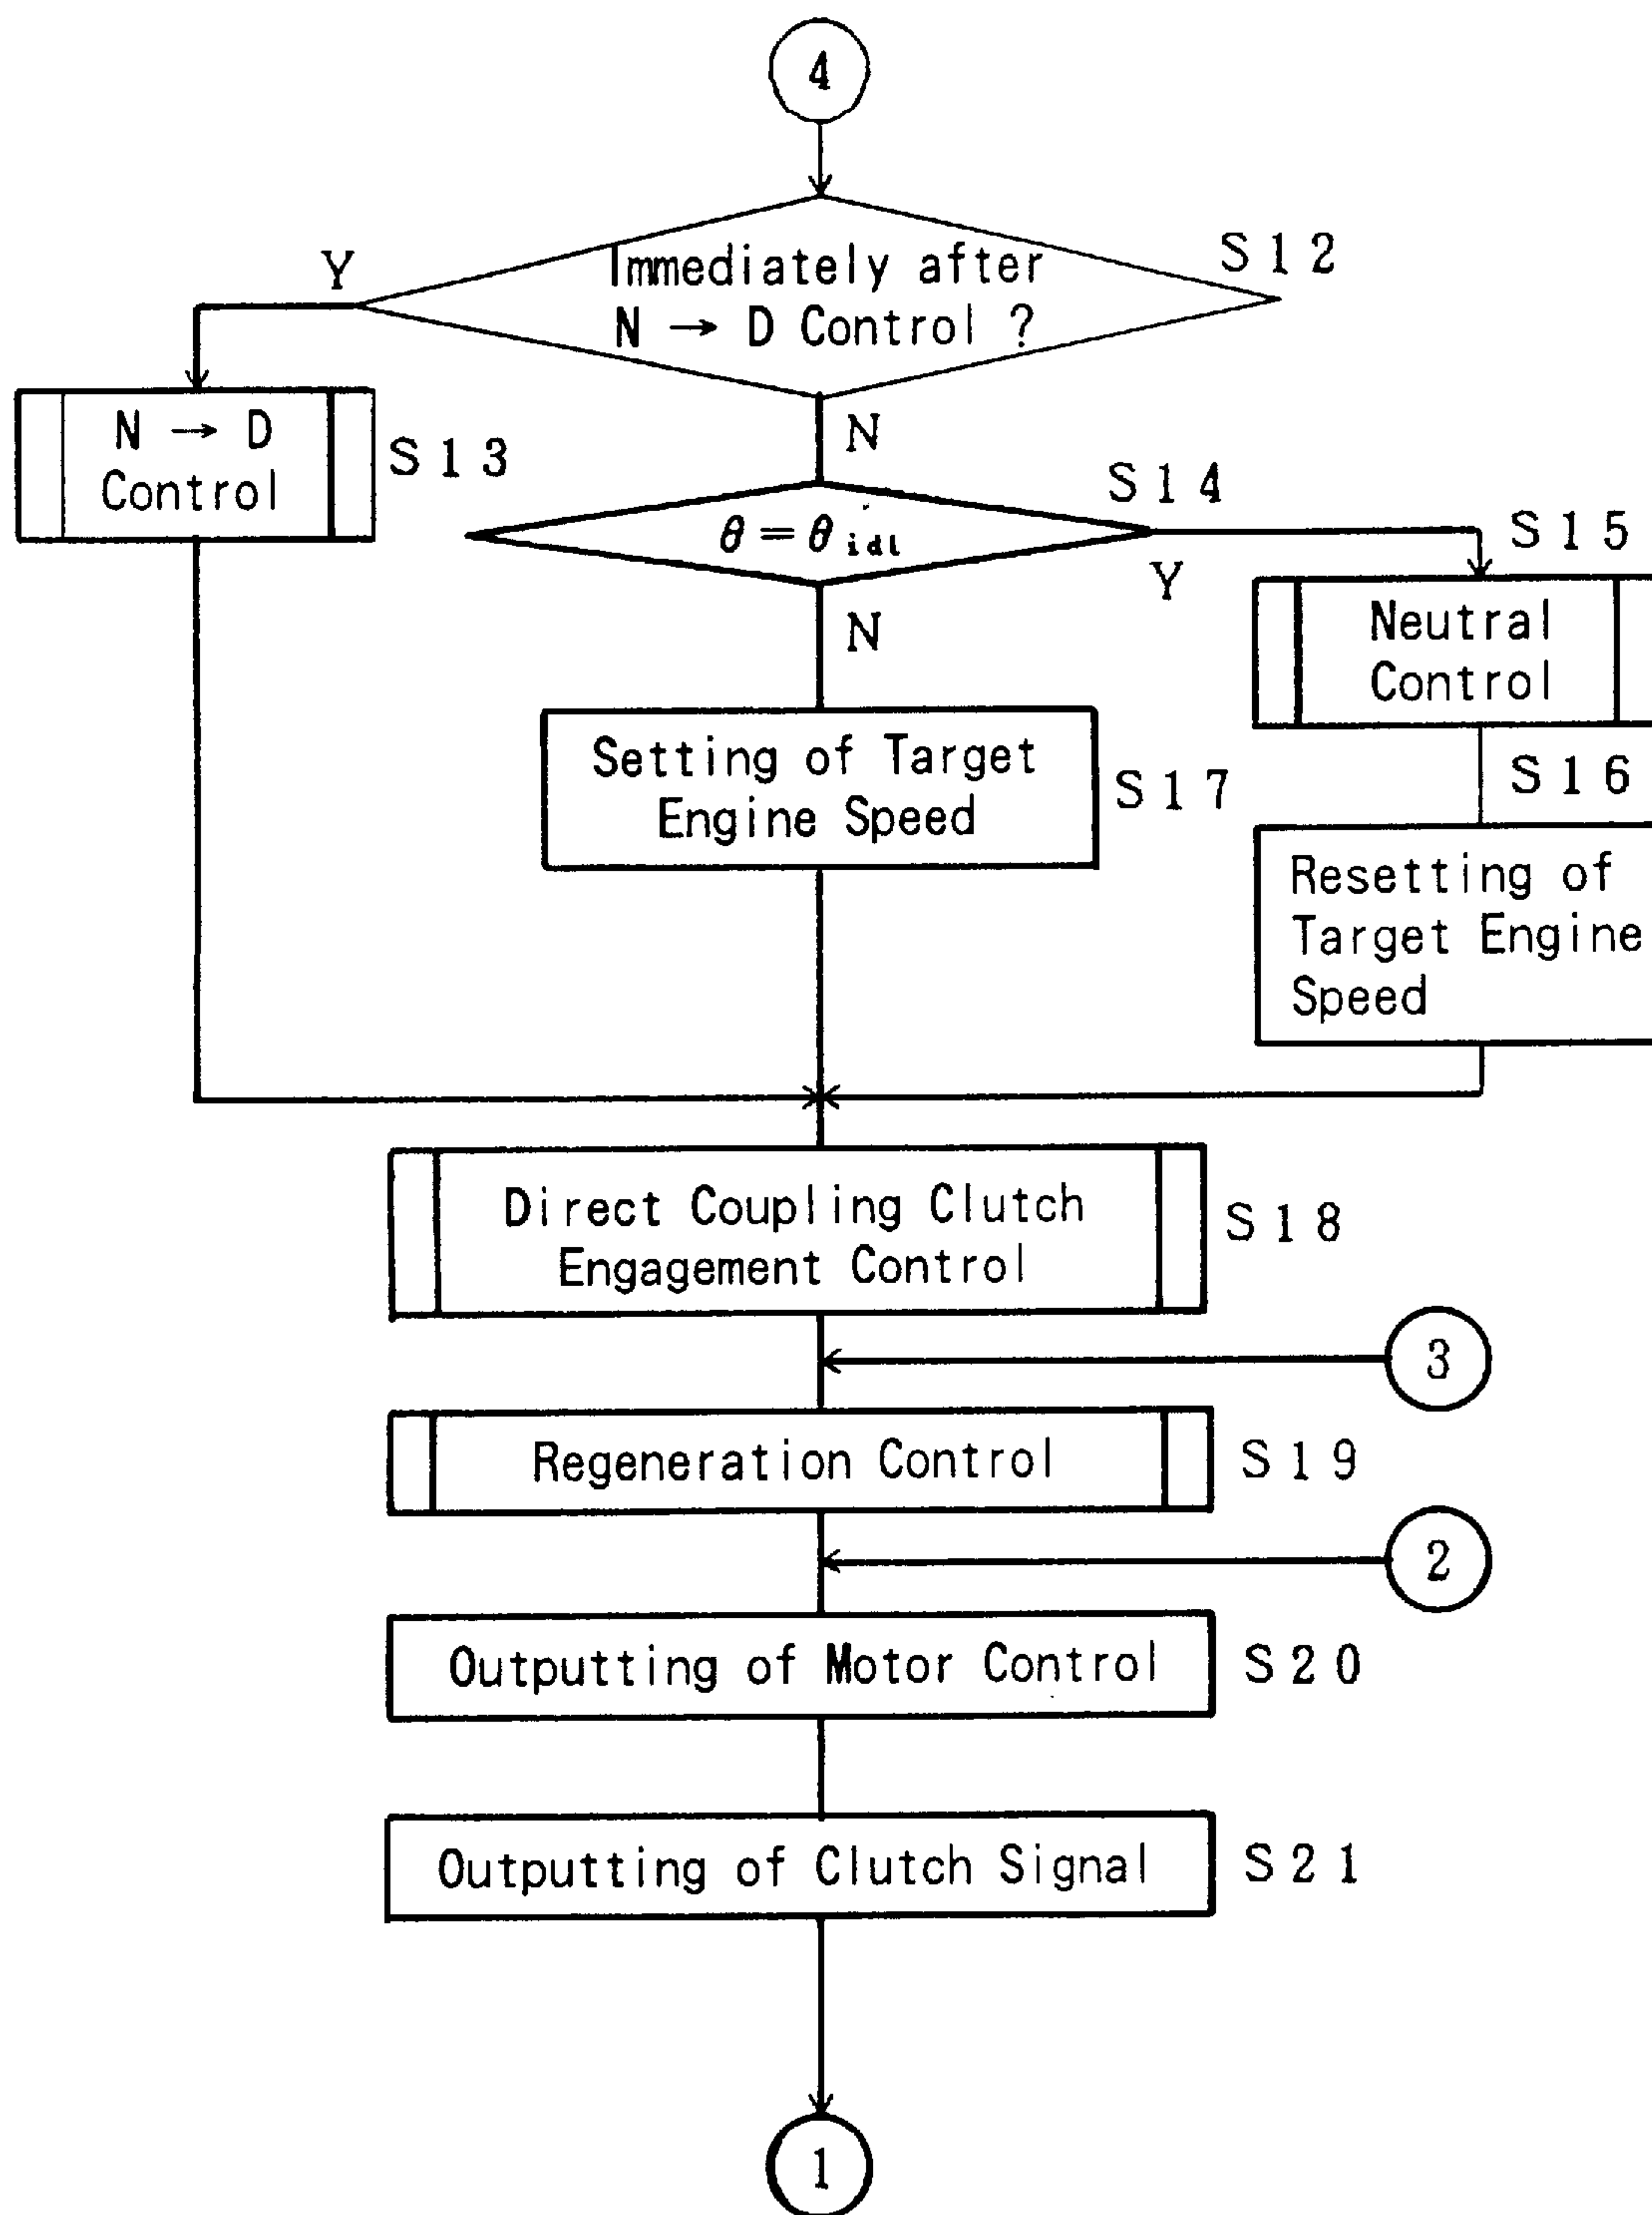 4
Immediately after
N → D Control ?
S12
Y
N
N → D
Control
S13
θ = θidl
S14
Y
N
S15
Neutral
Control
Setting of Target
Engine Speed
S17
S16
Resetting of
Target Engine
Speed
Direct Coupling Clutch
Engagement Control
S18
3
Regeneration Control
S19
2
Outputting of Motor Control
S20
Outputting of Clutch Signal
S21
1